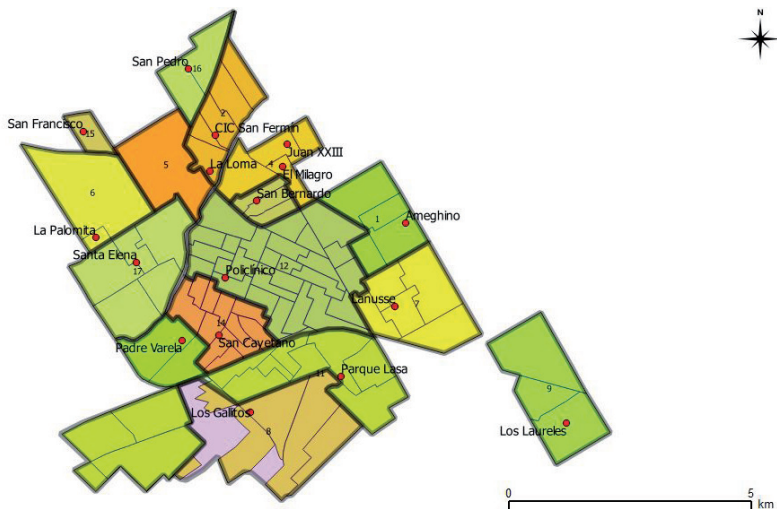 N
San Pedro
16
2
San Francisco
15
CIC San Fermín
Juan XXIII
5
4
La Loma
El Milagro
6
San Bernardo
1
Ameghino
La Palomita
Santa Elena
17
Policlínico
12
Lanusse
7
14
Padre Varela
San Cayetano
11
Parque Lasa
9
Los Galitos
8
Los Laureles
0
5
km